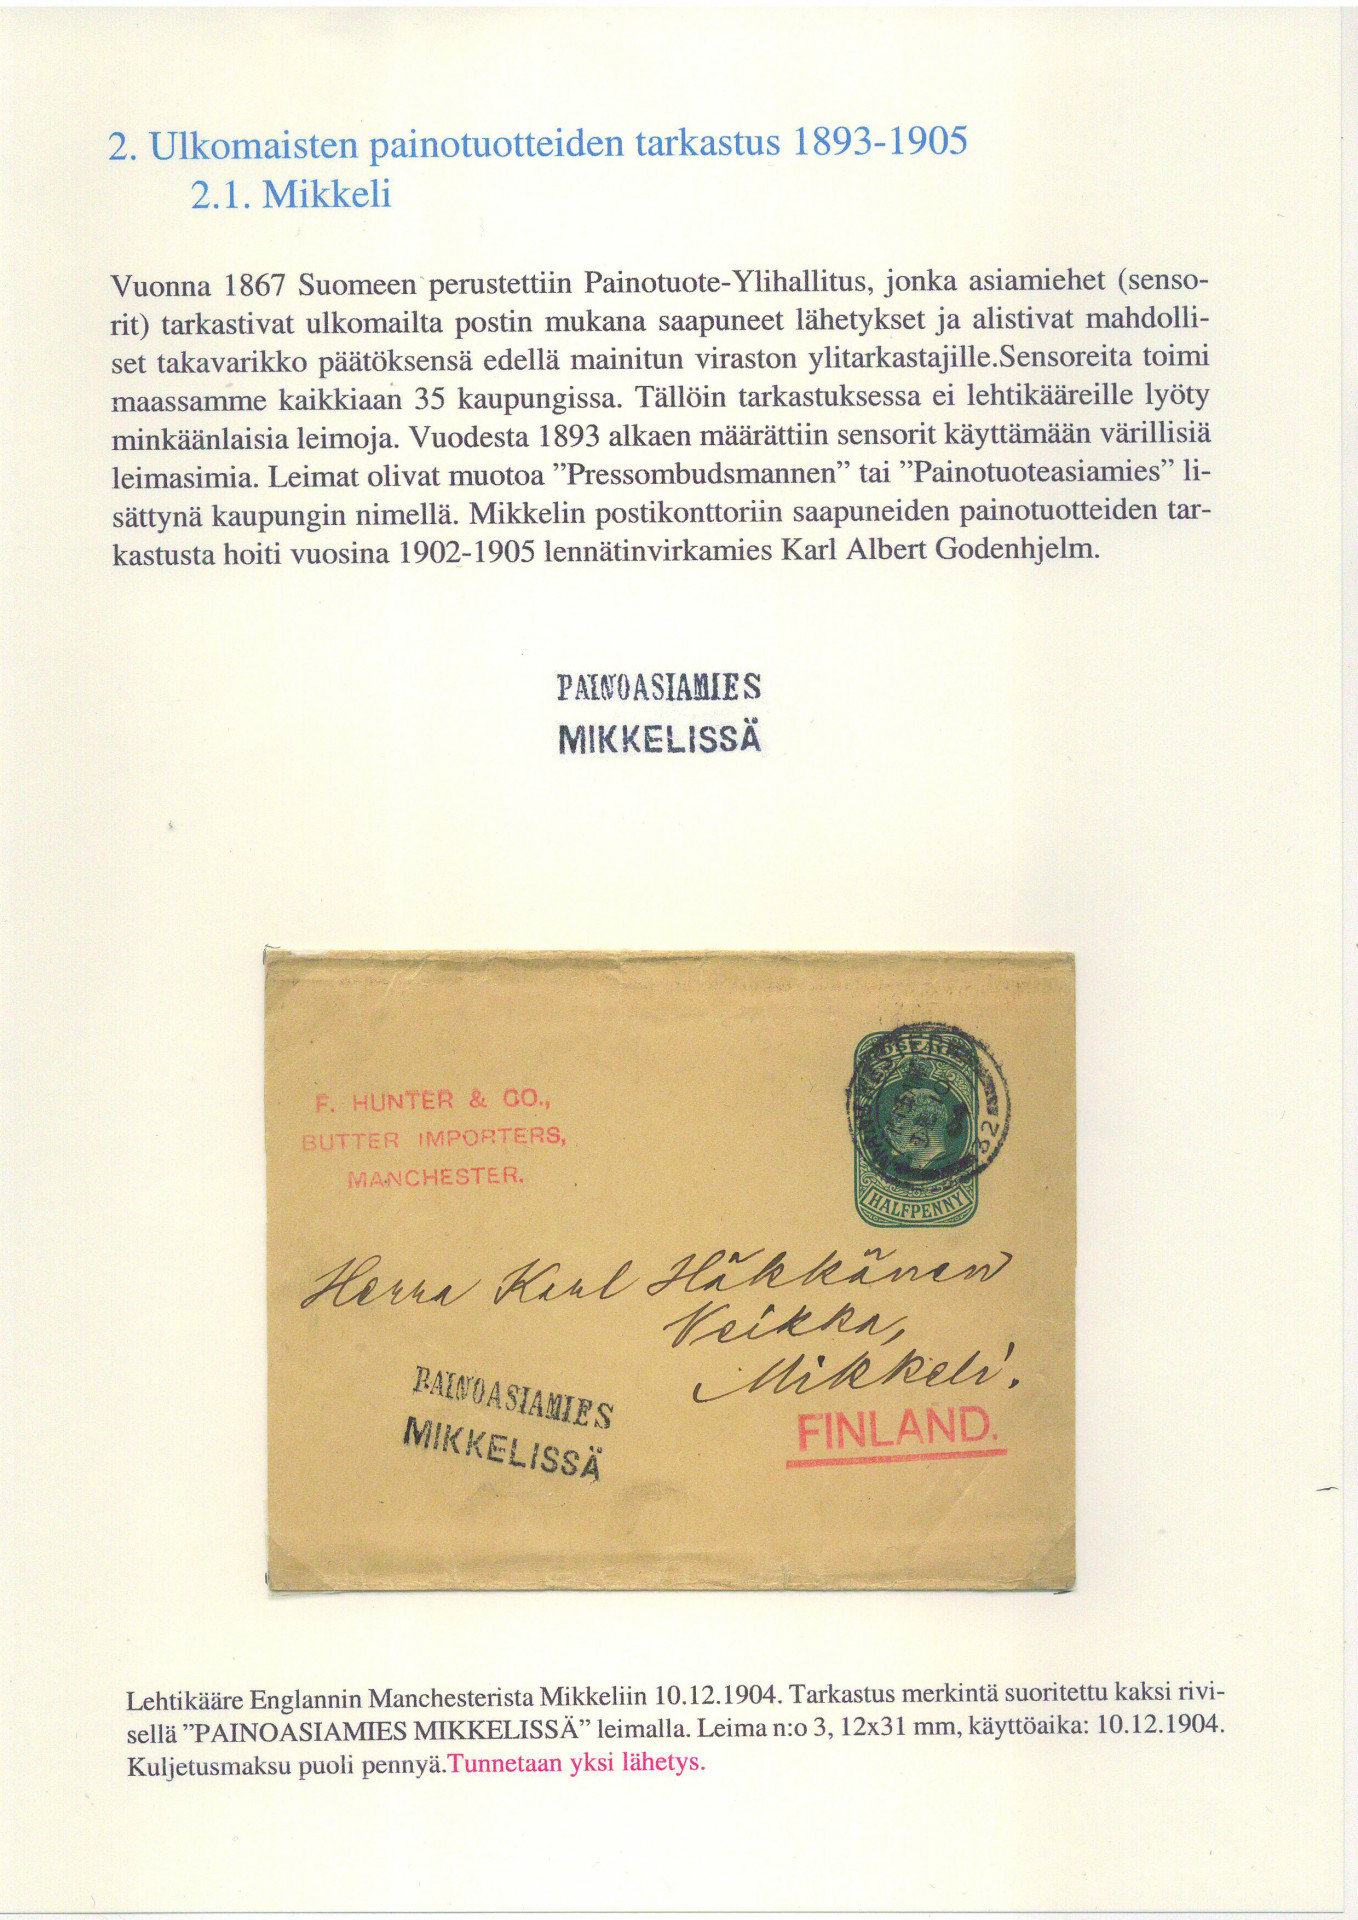 2. Ulkomaisten painotuotteiden tarkastus 1893-1905
2.1. Mikkeli
Vuonna 1867 Suomeen perustettiin Painotuote-Ylihallitus, jonka asiamiehet (senso-
rit) tarkastivat ulkomailta postin mukana saapuneet lähetykset ja alistivat mahdolli-
set takavarikko päätöksensä edellä mainitun viraston ylitarkastajille.Sensoreita toimi
maassamme kaikkiaan 35 kaupungissa. Tällöin tarkastuksessa ei lehtikääreille lyöty
minkäänlaisia leimoja. Vuodesta 1893 alkaen määrättiin sensorit käyttämään värillisiä
leimasimia. Leimat olivat muotoa ”Pressombudsmannen” tai ”Painotuoteasiamies” li-
sättynä kaupungin nimellä. Mikkelin postikonttoriin saapuneiden painotuotteiden tar-
kastusta hoiti vuosina 1902-1905 lennätinvirkamies Karl Albert Godenhjelm.
PAINOASIAMIES
MIKKELISSÄ
F. HUNTER & CO.,
BUTTER IMPORTERS,
MANCHESTER.
MANCHESTER
32
HALFPENNY
Herra Karl Häkkänen
Veikka,
Mikkeli.
FINLAND.
PAINOASIAMIES
MIKKELISSÄ
Lehtikääre Englannin Manchesterista Mikkeliin 10.12.1904. Tarkastus merkintä suoritettu kaksi rivi-
sellä ”PAINOASIAMIES MIKKELISSÄ” leimalla. Leima n:o 3, 12x31 mm, käyttöaika: 10.12.1904.
Kuljetusmaksu puoli pennyä.Tunnetaan yksi lähetys.